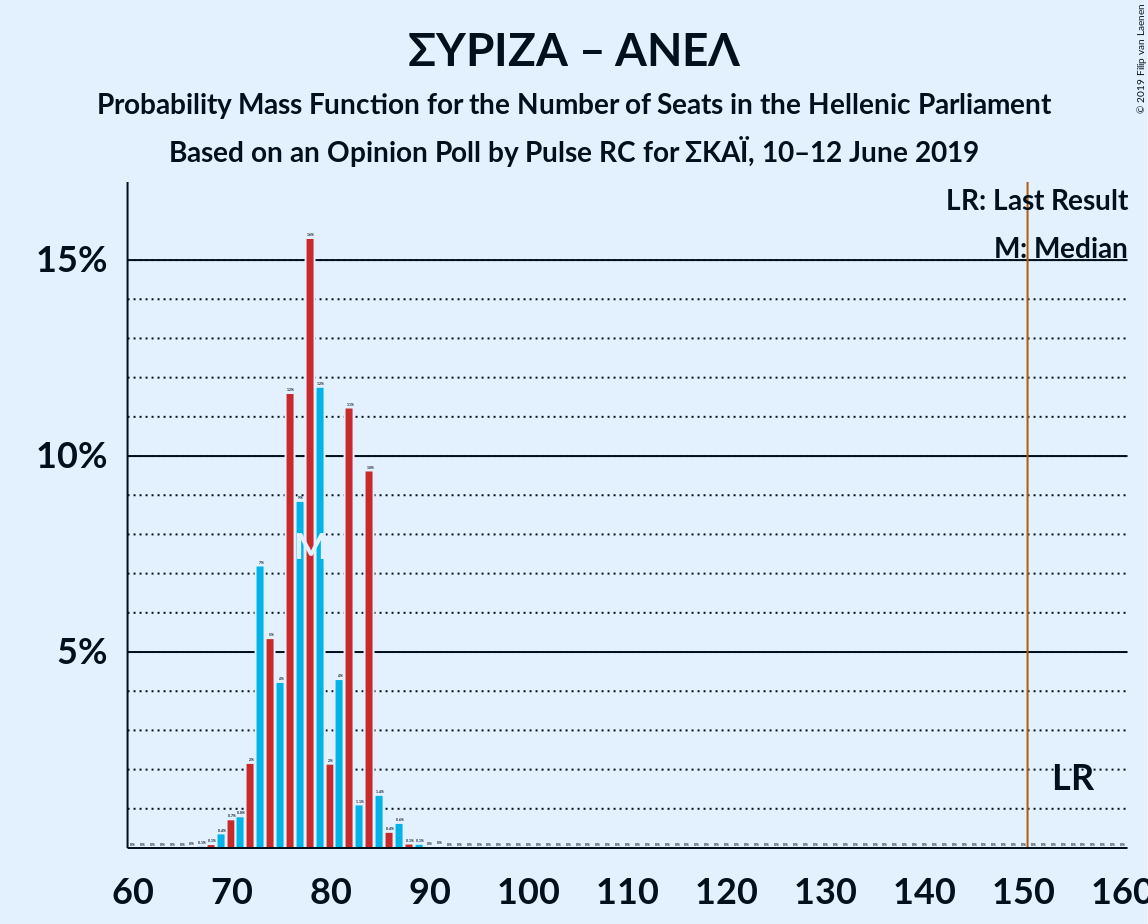 ΣΥΡΙΖΑ – ΑΝΕΛ
Probability Mass Function for the Number of Seats in the Hellenic Parliament
Based on an Opinion Poll by Pulse RC for ΣΚΑΪ, 10–12 June 2019
© 2019 Filip van Laenen
LR: Last Result
M: Median
15%
10%
5%
M
LR
60 70 80 90 100 110 120 130 140 150 160